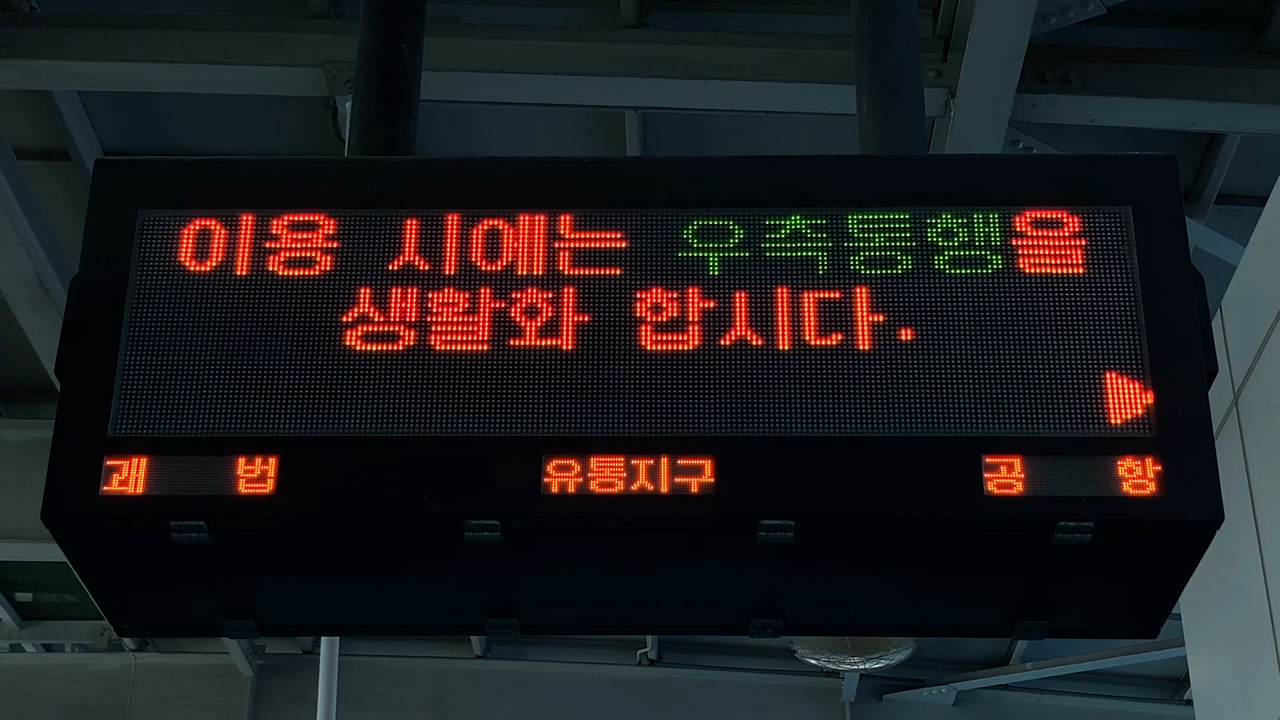 이용 시에는 우측통행을
생활화 합시다.
괘 법 유통지구 공 항